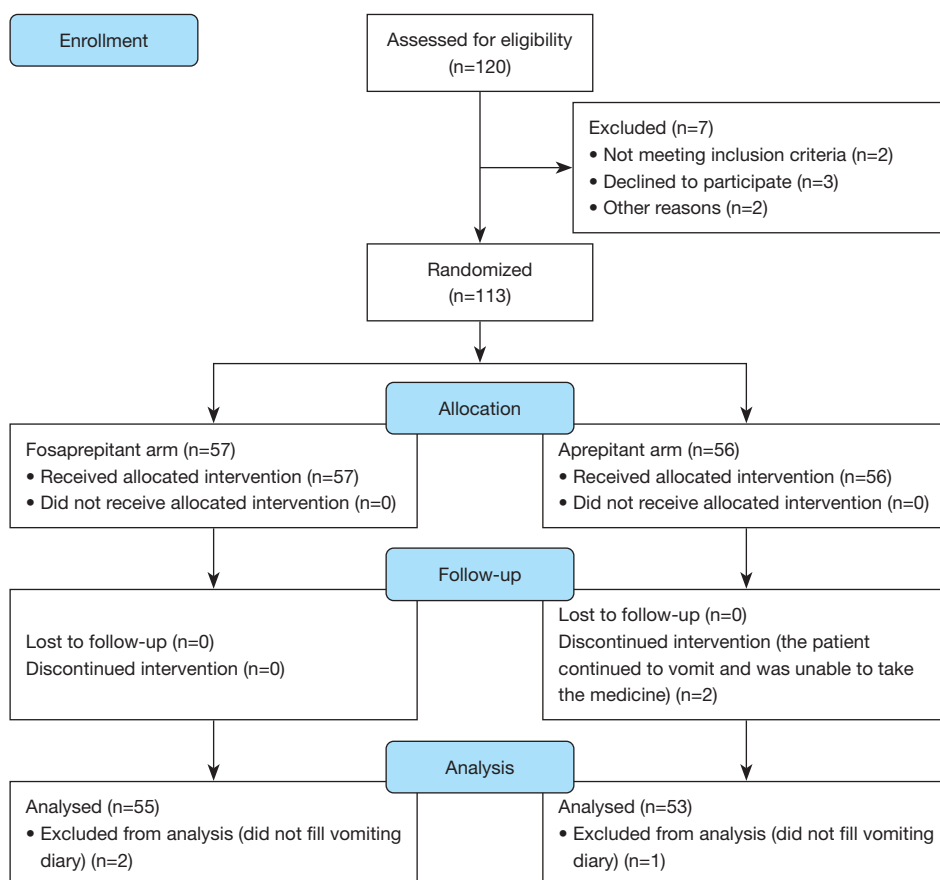 Enrollment
Assessed for eligibility
(n=120)
Excluded (n=7)
• Not meeting inclusion criteria (n=2)
• Declined to participate (n=3)
• Other reasons (n=2)
Randomized
(n=113)
Allocation
Fosaprepitant arm (n=57)
• Received allocated intervention (n=57)
• Did not receive allocated intervention (n=0)
Aprepitant arm (n=56)
• Received allocated intervention (n=56)
• Did not receive allocated intervention (n=0)
Follow-up
Lost to follow-up (n=0)
Discontinued intervention (n=0)
Lost to follow-up (n=0)
Discontinued intervention (the patient
continued to vomit and was unable to take
the medicine) (n=2)
Analysis
Analysed (n=55)
• Excluded from analysis (did not fill vomiting
diary) (n=2)
Analysed (n=53)
• Excluded from analysis (did not fill vomiting
diary) (n=1)